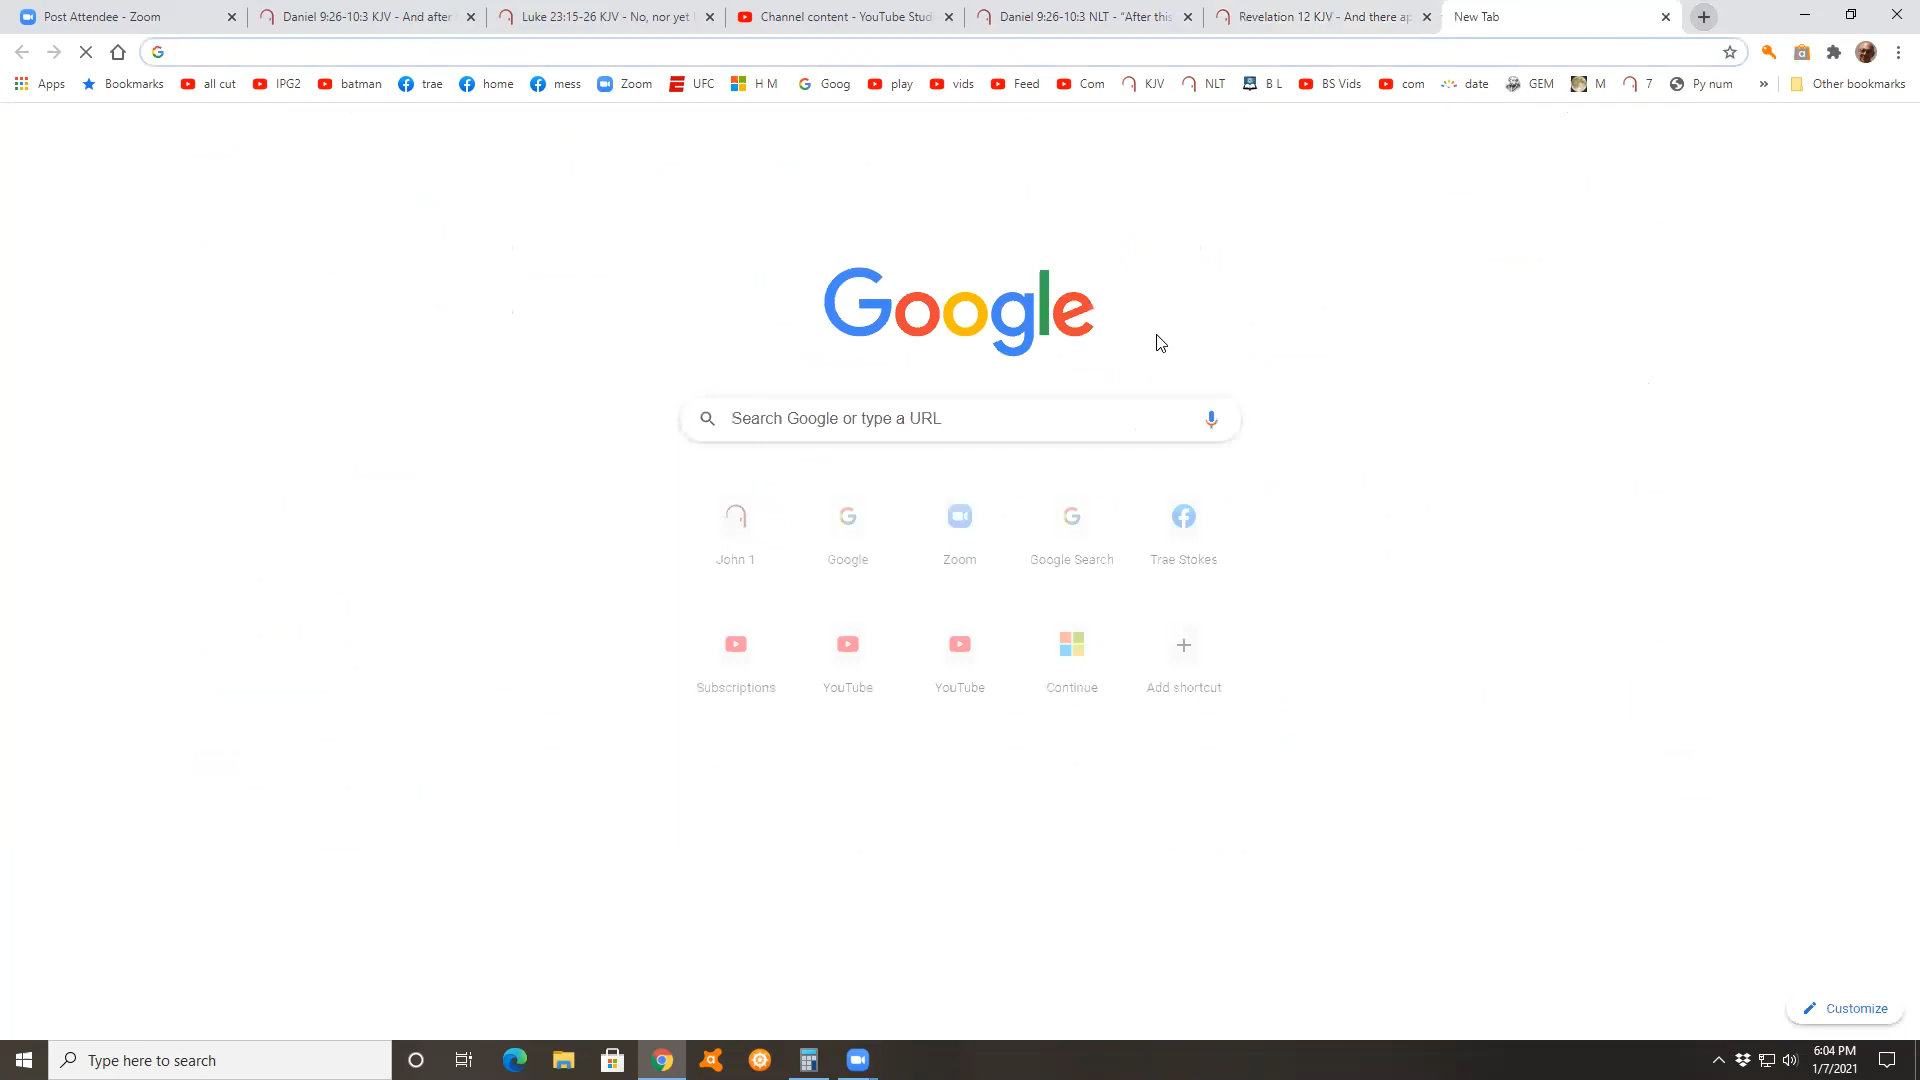 Post Attendee - Zoom
Daniel 9:26-10:3 KJV - And after
Luke 23:15-26 KJV - No, nor yet
Channel content - YouTube Stud
Daniel 9:26-10:3 NLT - “After this
Revelation 12 KJV - And there ap
New Tab
Apps Bookmarks all cut IPG2 batman trae home mess Zoom UFC H M Goog play vids Feed Com KJV NLT B L BS Vids com date GEM M 7 Py num » Other bookmarks
Google
Search Google or type a URL
John 1 Google Zoom Google Search Trae Stokes
Subscriptions YouTube YouTube Continue Add shortcut
Customize
Type here to search
6:04 PM
1/7/2021